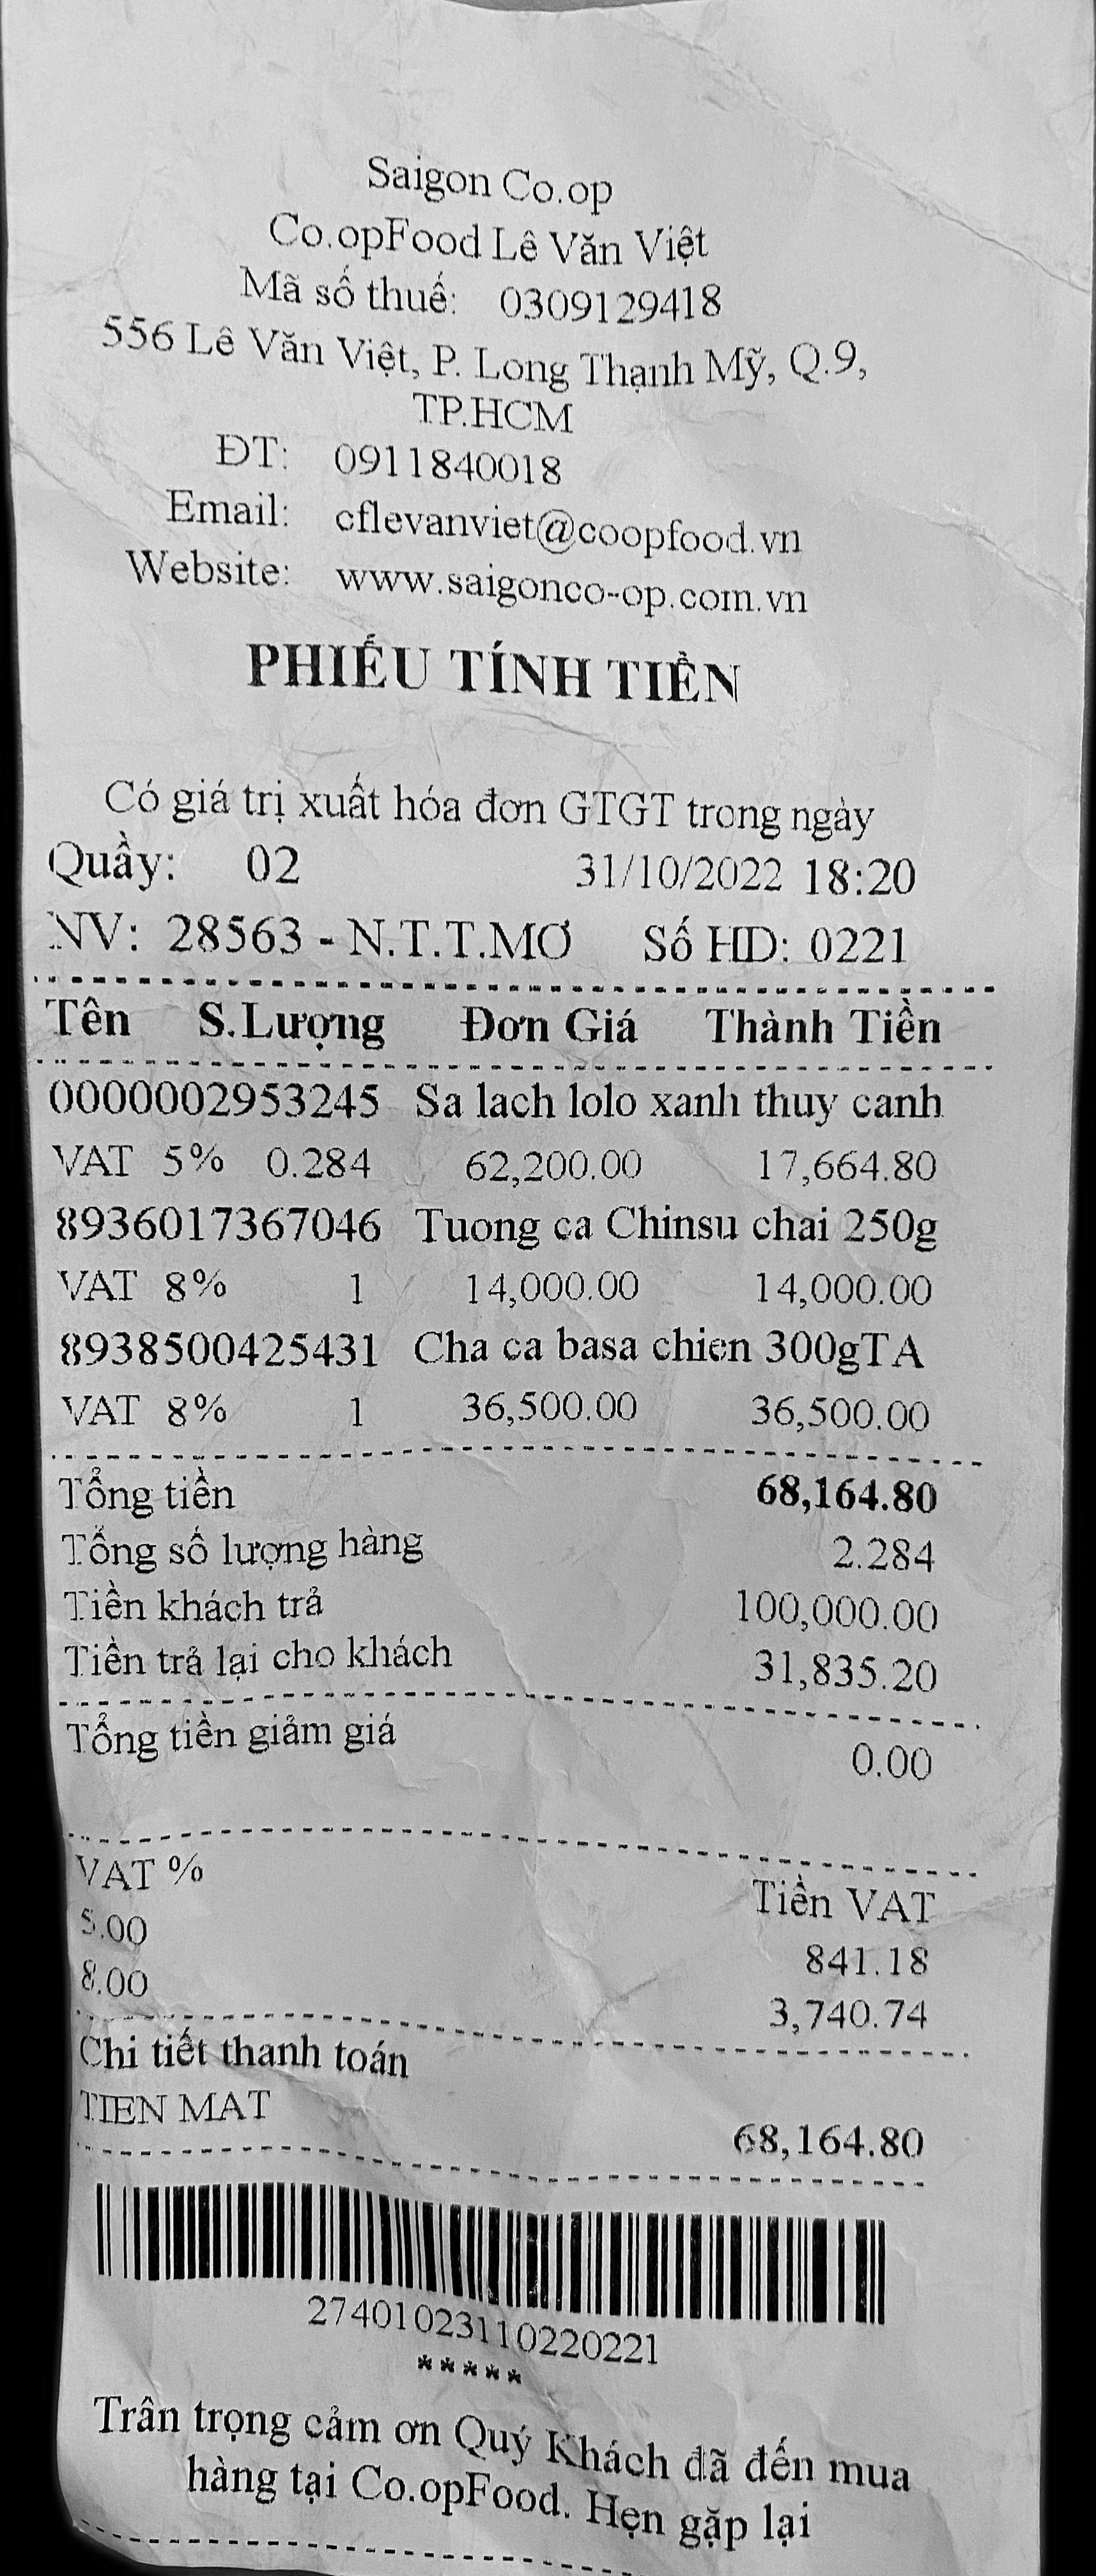 Saigon Co.op
Co.opFood Lê Văn Việt
Mã số thuế: 0309129418
556 Lê Văn Việt, P. Long Thạnh Mỹ, Q.9,
TP.HCM
ĐT: 0911840018
Email: cflevanviet@coopfood.vn
Website: www.saigonco-op.com.vn
PHIẾU TÍNH TIỀN
Có giá trị xuất hóa đơn GTGT trong ngày
Quầy: 02 31/10/2022 18:20
NV: 28563 - N.T.T.MƠ Số HD: 0221
Tên S.Lượng Đơn Giá Thành Tiền
0000002953245 Sa lach lolo xanh thuy canh
VAT 5% 0.284 62,200.00 17,664.80
8936017367046 Tuong ca Chinsu chai 250g
VAT 8% 1 14,000.00 14,000.00
8938500425431 Cha ca basa chien 300gTA
VAT 8% 1 36,500.00 36,500.00
Tổng tiền 68,164.80
Tổng số lượng hàng 2.284
Tiền khách trả 100,000.00
Tiền trả lại cho khách 31,835.20
Tổng tiền giảm giá 0.00
VAT % Tiền VAT
5.00 841.18
8.00 3,740.74
Chi tiết thanh toán
TIEN MAT 68,164.80
27401023110220221
*****
Trân trọng cảm ơn Quý Khách đã đến mua
hàng tại Co.opFood. Hẹn gặp lại